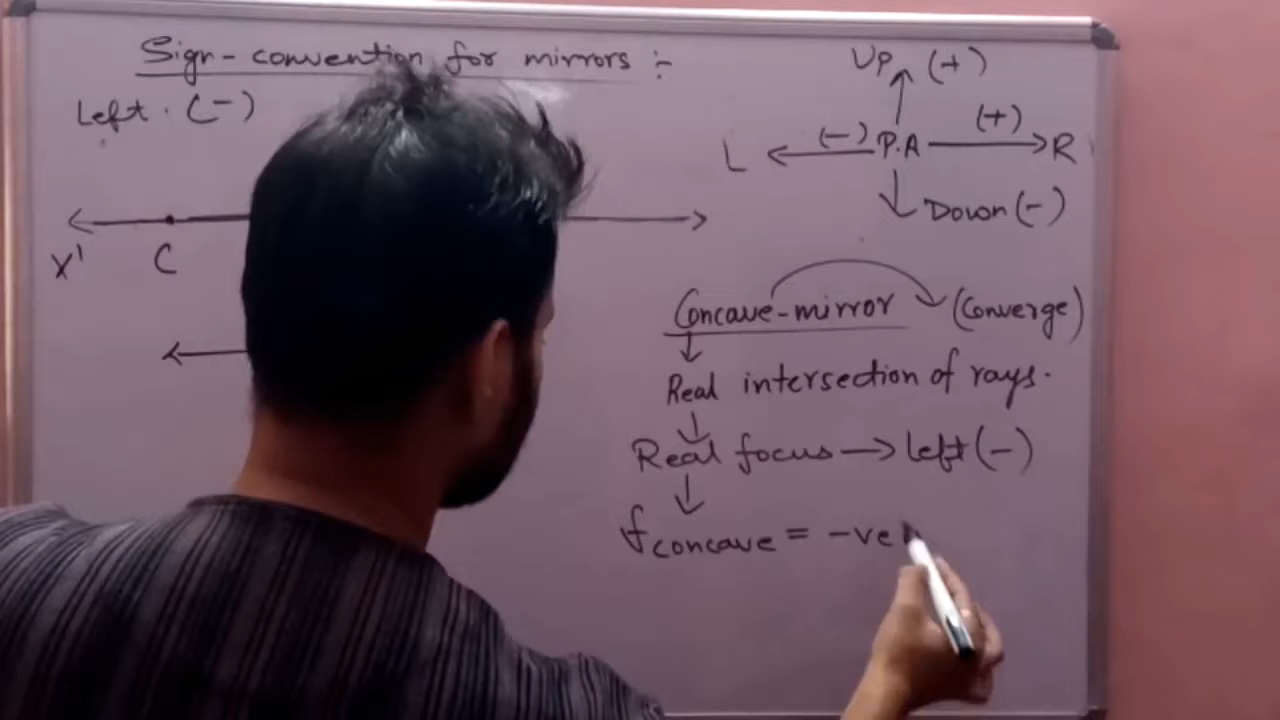 Sign-convention for mirrors :-
Left. (-)
X' C
Up (+)
L (-) P.A (+) R
Down (-)
Concave-mirror (Converge)
Real intersection of rays.
Real focus → left (-)
f concave = -ve